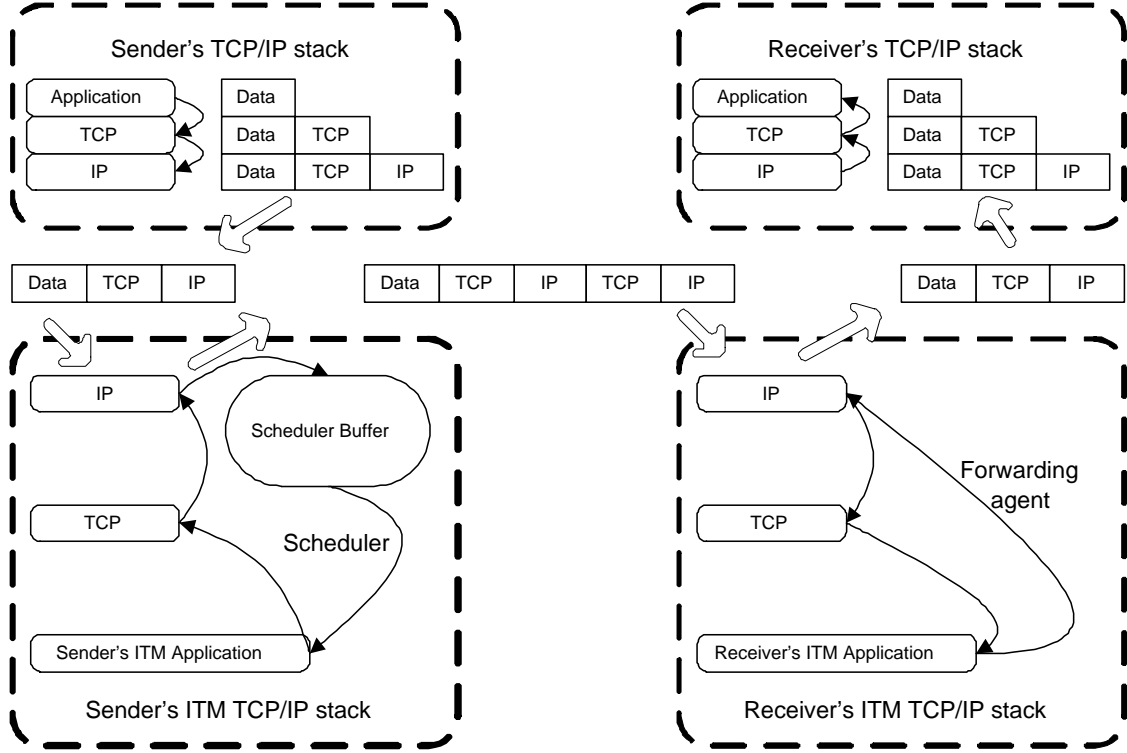 Sender's TCP/IP stack
Application
TCP
IP
Data
Data TCP
Data TCP IP
Receiver's TCP/IP stack
Application
TCP
IP
Data
Data TCP
Data TCP IP
Data TCP IP
Data TCP IP TCP IP
Data TCP IP
IP
Scheduler Buffer
TCP
Scheduler
Sender's ITM Application
Sender's ITM TCP/IP stack
IP
Forwarding
agent
TCP
Receiver's ITM Application
Receiver's ITM TCP/IP stack